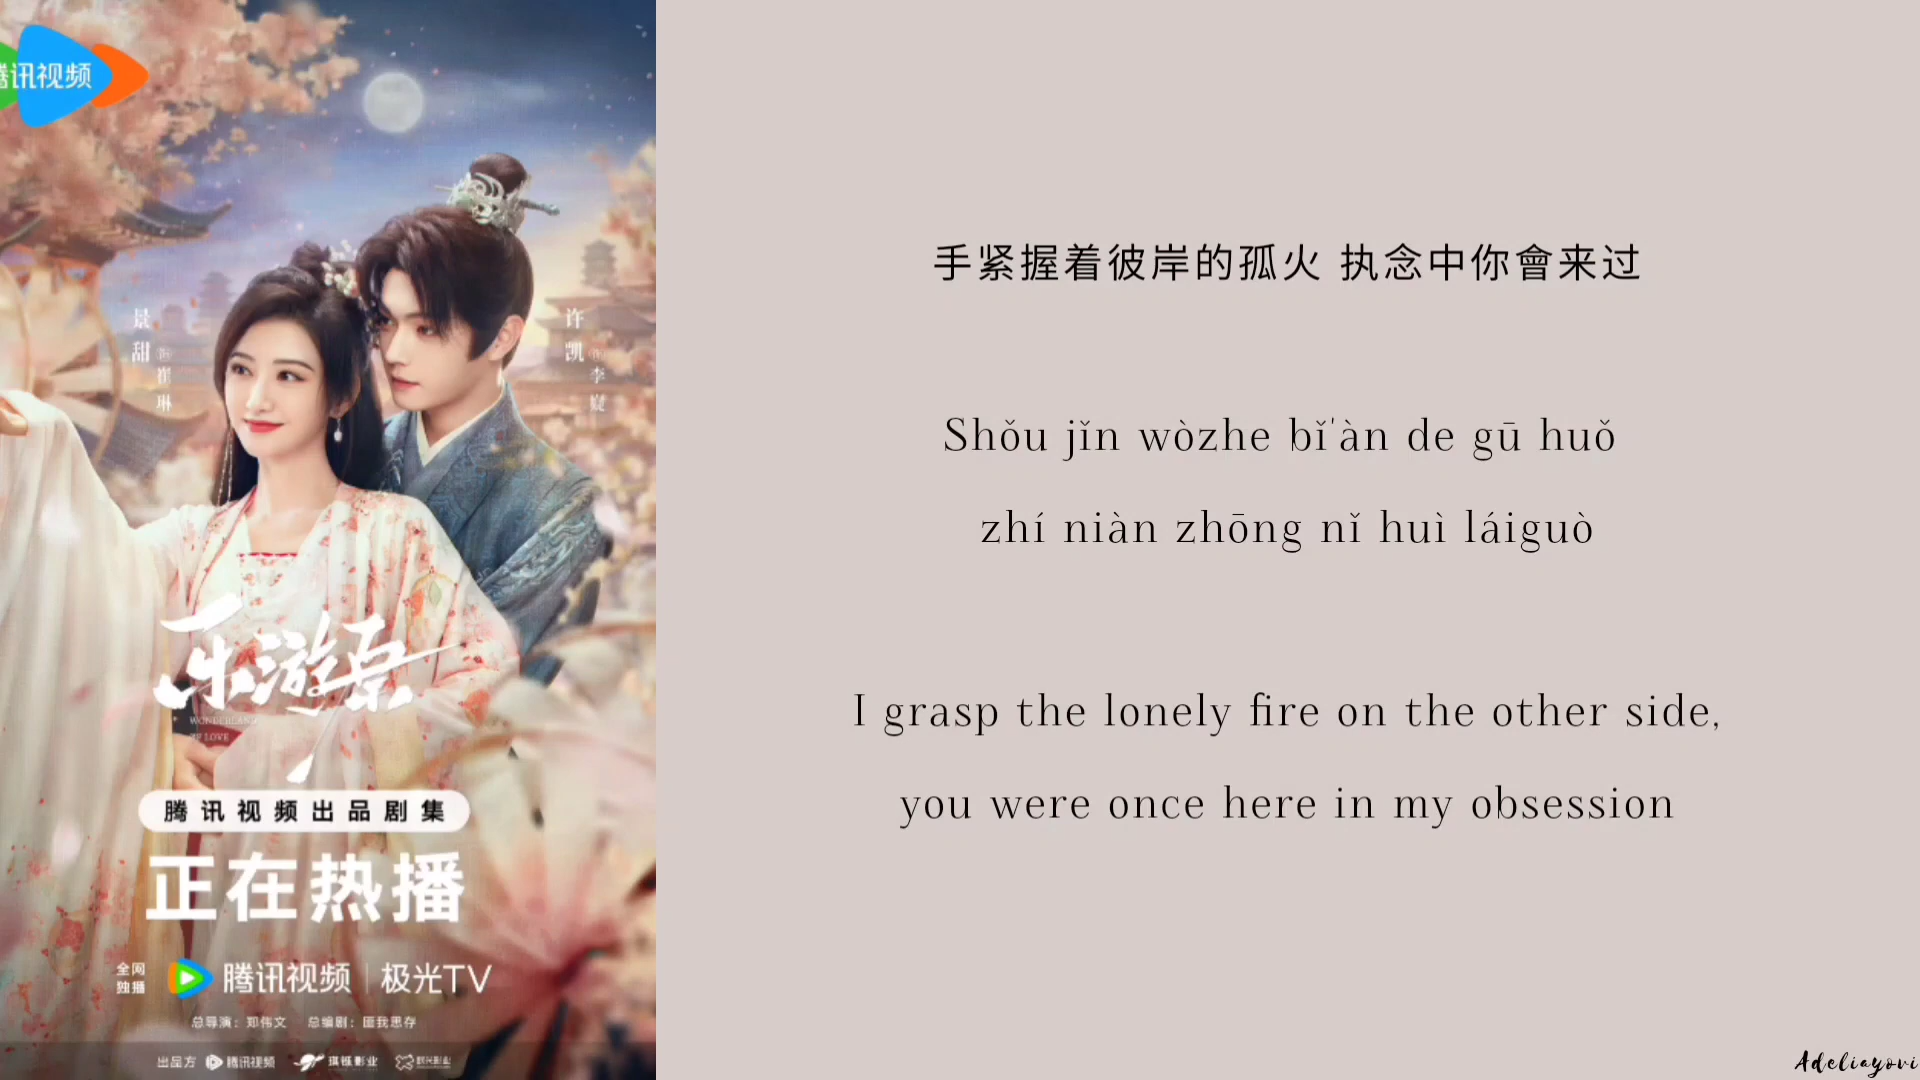 腾讯视频
景甜
饰
崔琳
许凯
饰
李嶷
乐游原
WONDERLAND
OF LOVE
腾讯视频出品剧集
正在热播
全网
独播
腾讯视频 | 极光TV
总导演：郑伟文 总编剧：匪我思存
出品方 腾讯视频
手紧握着彼岸的孤火 执念中你會来过
Shǒu jǐn wòzhe bǐ'àn de gū huǒ
zhí niàn zhōng nǐ huì láiguò
I grasp the lonely fire on the other side,
you were once here in my obsession
Adeliayovi